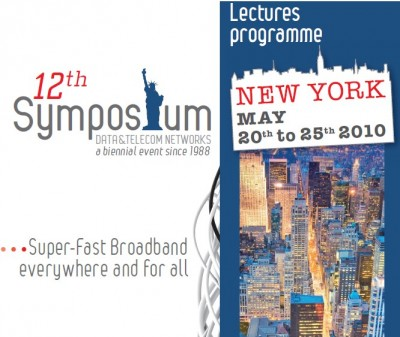 12th
Symposium
DATA&TELECOM NETWORKS
a biennial event since 1988
Super-Fast Broadband
everywhere and for all
Lectures
programme
NEW YORK
MAY
20th to 25th 2010